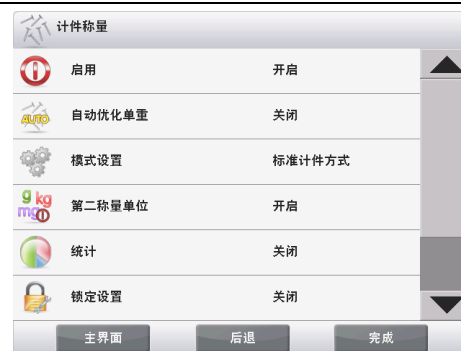 计件称量
启用 开启
AUTO 自动优化单重 关闭
模式设置 标准计件方式
g kg mg 第二称量单位 开启
统计 关闭
锁定设置 关闭
主界面 后退 完成